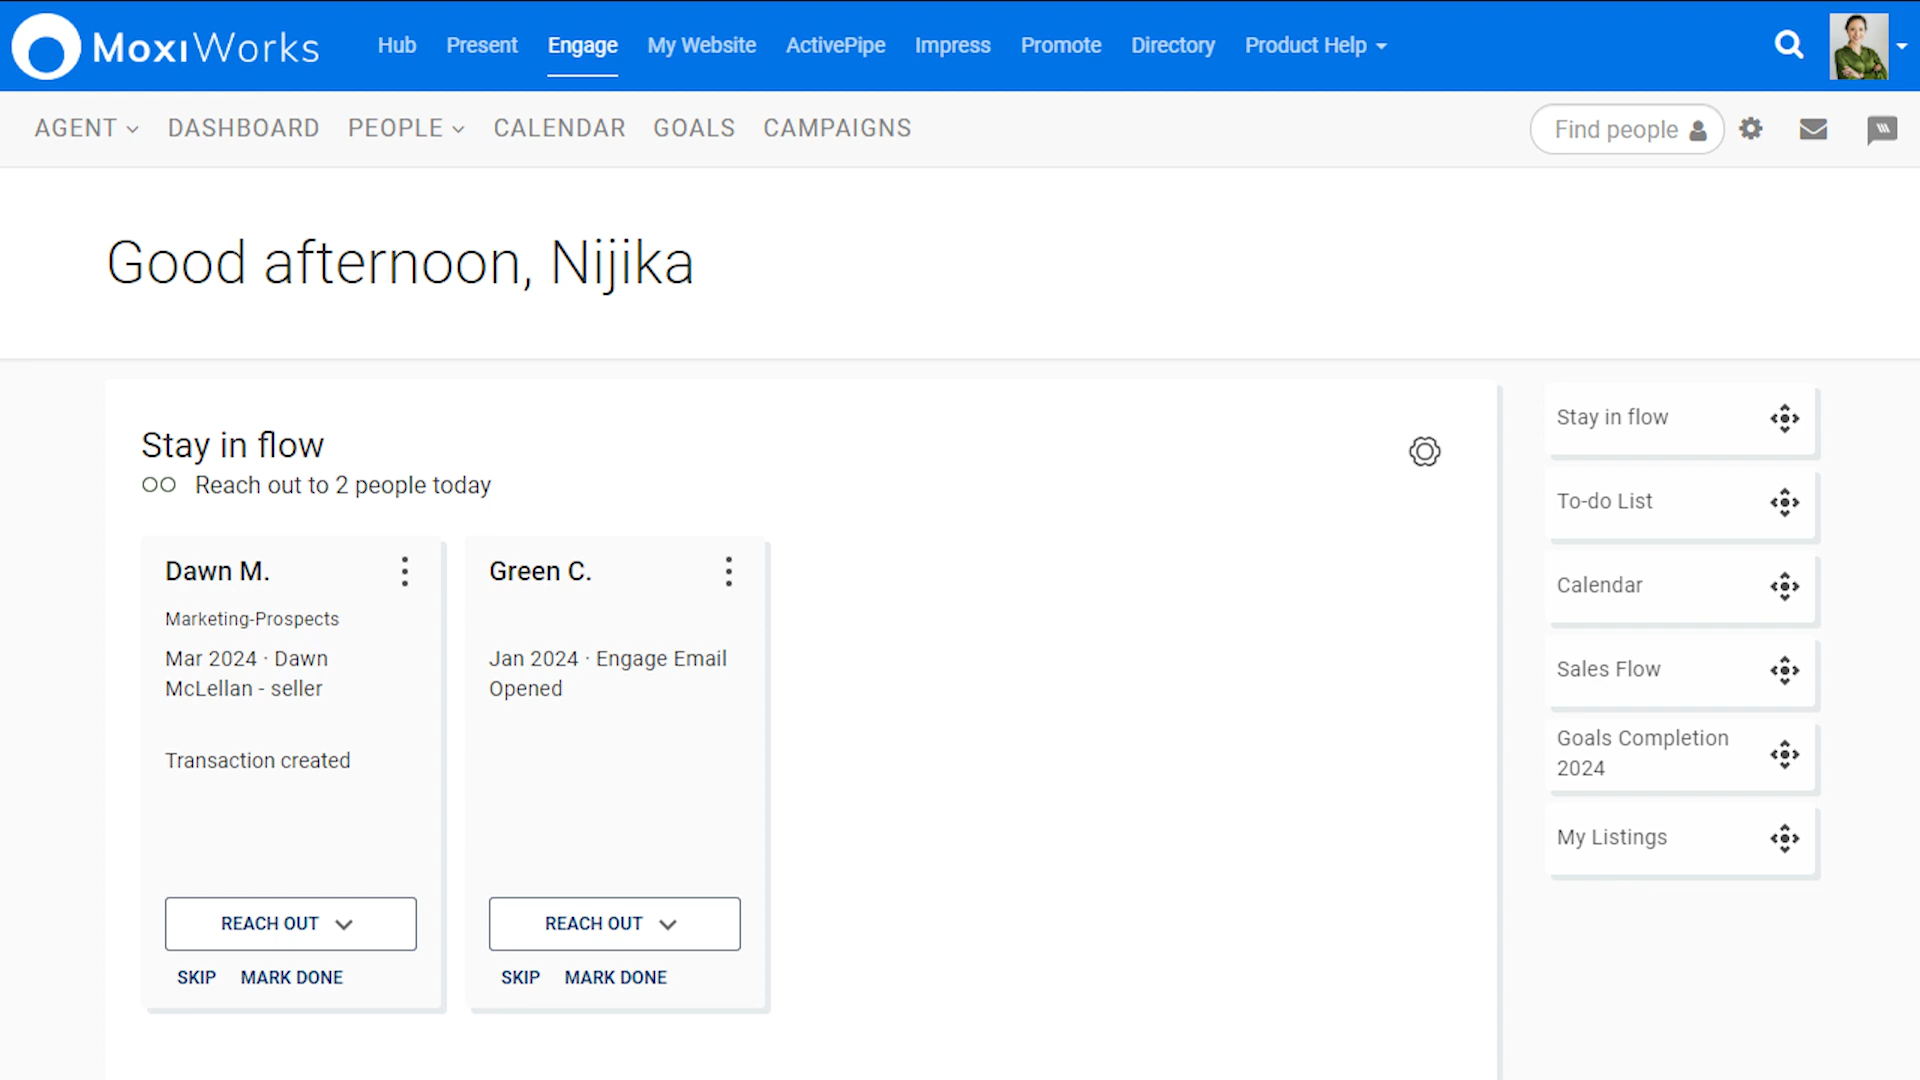 MoxiWorks Hub Present Engage My Website ActivePipe Impress Promote Directory Product Help
AGENT DASHBOARD PEOPLE CALENDAR GOALS CAMPAIGNS Find people
Good afternoon, Nijika
Stay in flow
Reach out to 2 people today
Dawn M.
Marketing-Prospects
Mar 2024 · Dawn
McLellan - seller
Transaction created
REACH OUT
SKIP MARK DONE
Green C.
Jan 2024 · Engage Email
Opened
REACH OUT
SKIP MARK DONE
Stay in flow
To-do List
Calendar
Sales Flow
Goals Completion
2024
My Listings